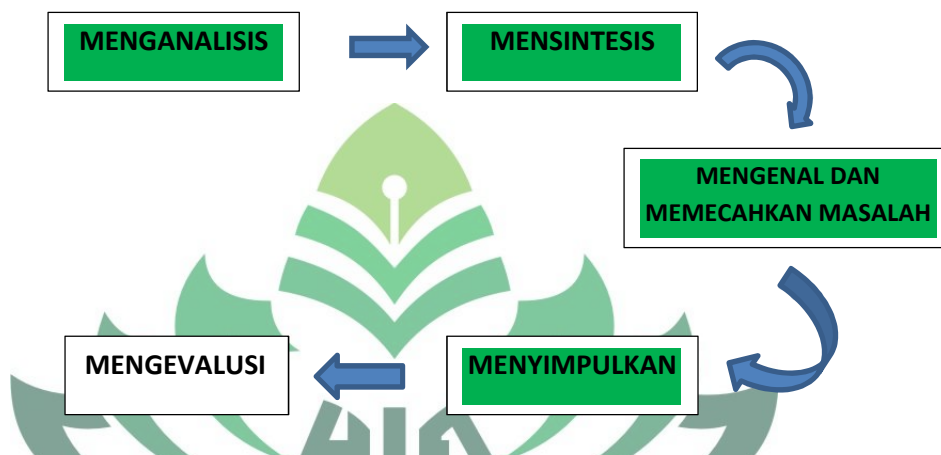 MENGANALISIS
MENSINTESIS
MENGENAL DAN
MEMECAHKAN MASALAH
MENYIMPULKAN
MENGEVALUSI